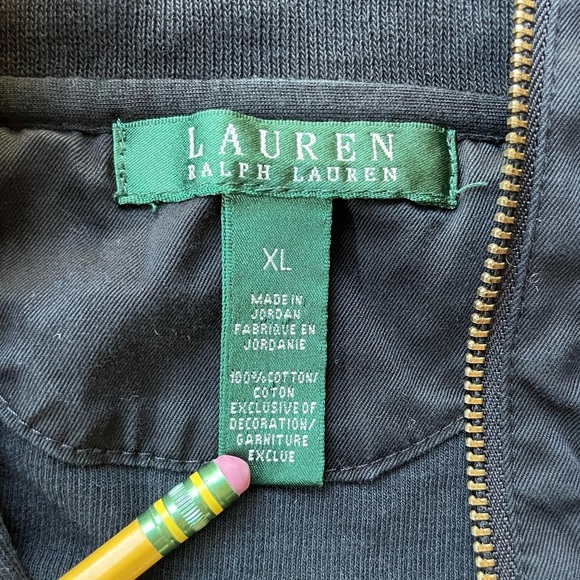 LAUREN
RALPH LAUREN
XL
MADE IN
JORDAN
FABRIQUE EN
JORDANIE
100% COTTON/
COTON
EXCLUSIVE OF
DECORATION/
GARNITURE
EXCLUE